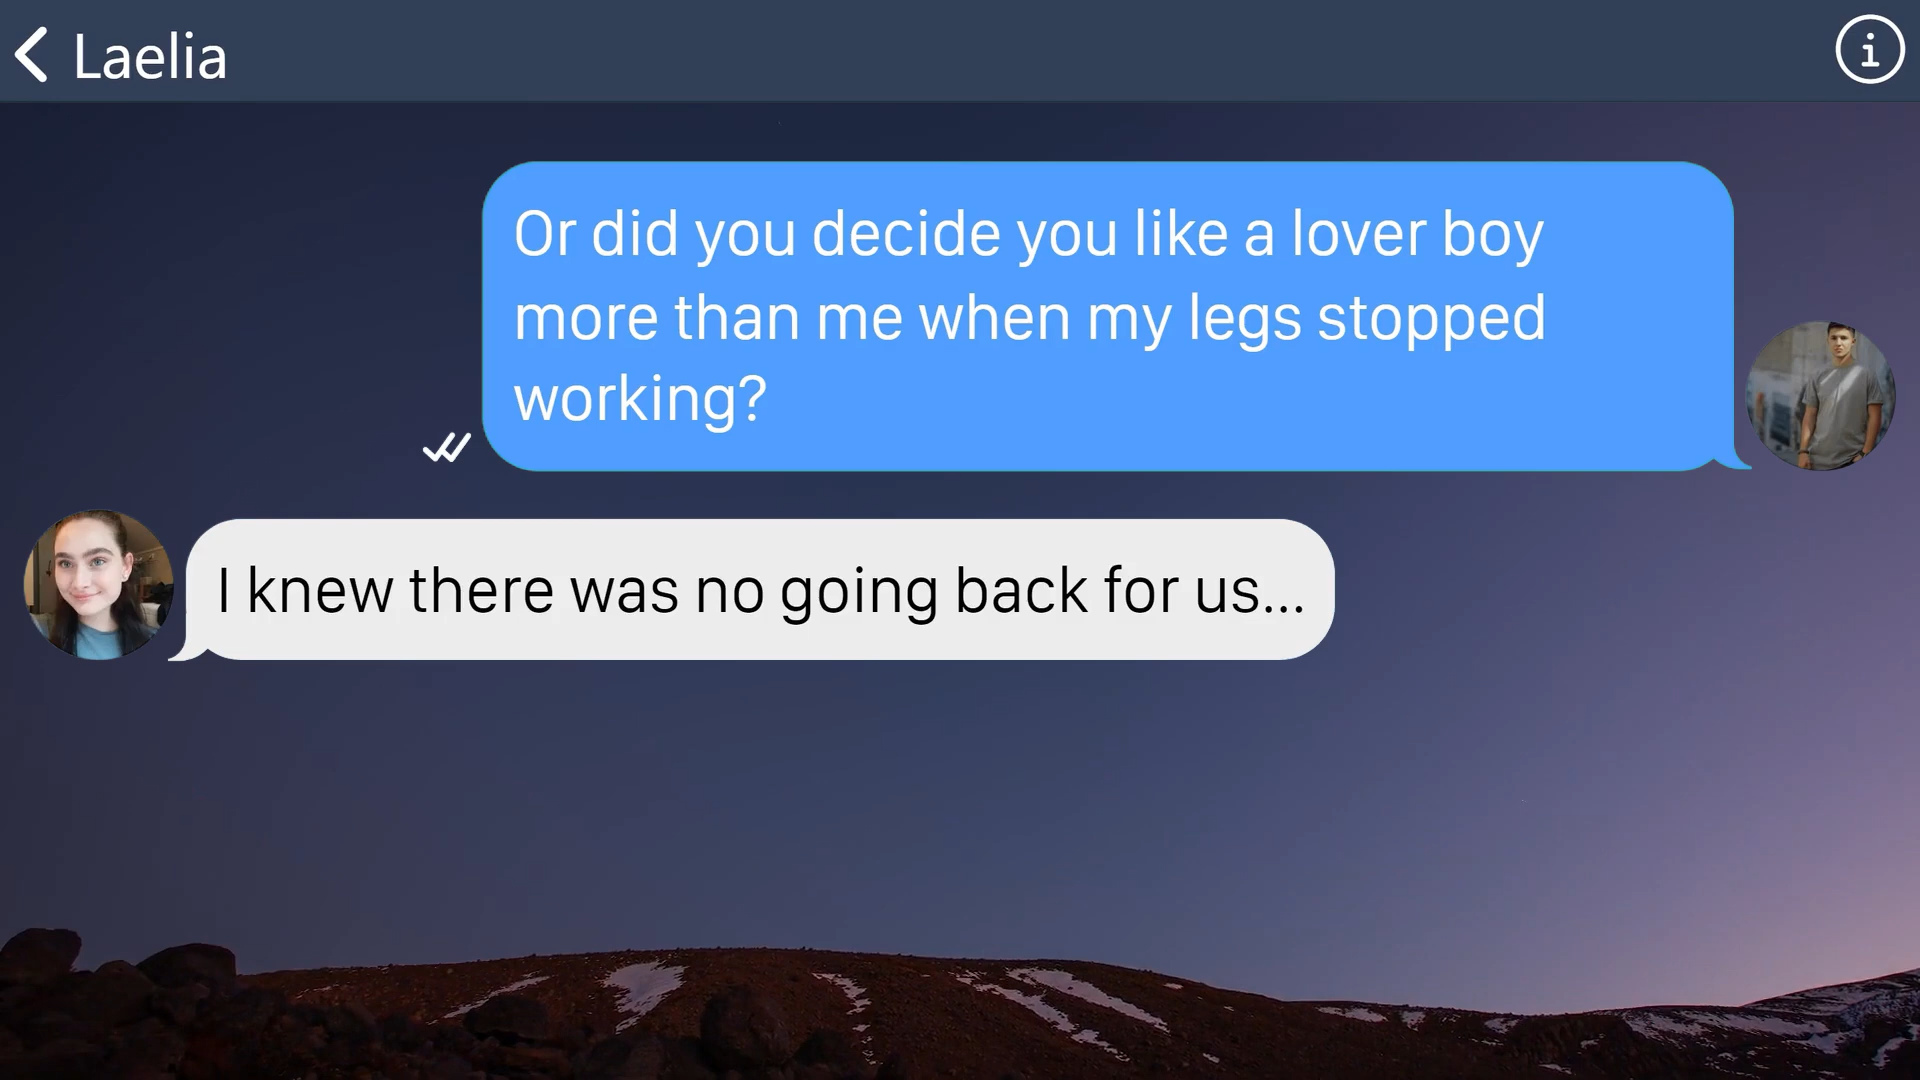 Laelia
Or did you decide you like a lover boy
more than me when my legs stopped
working?
I knew there was no going back for us...